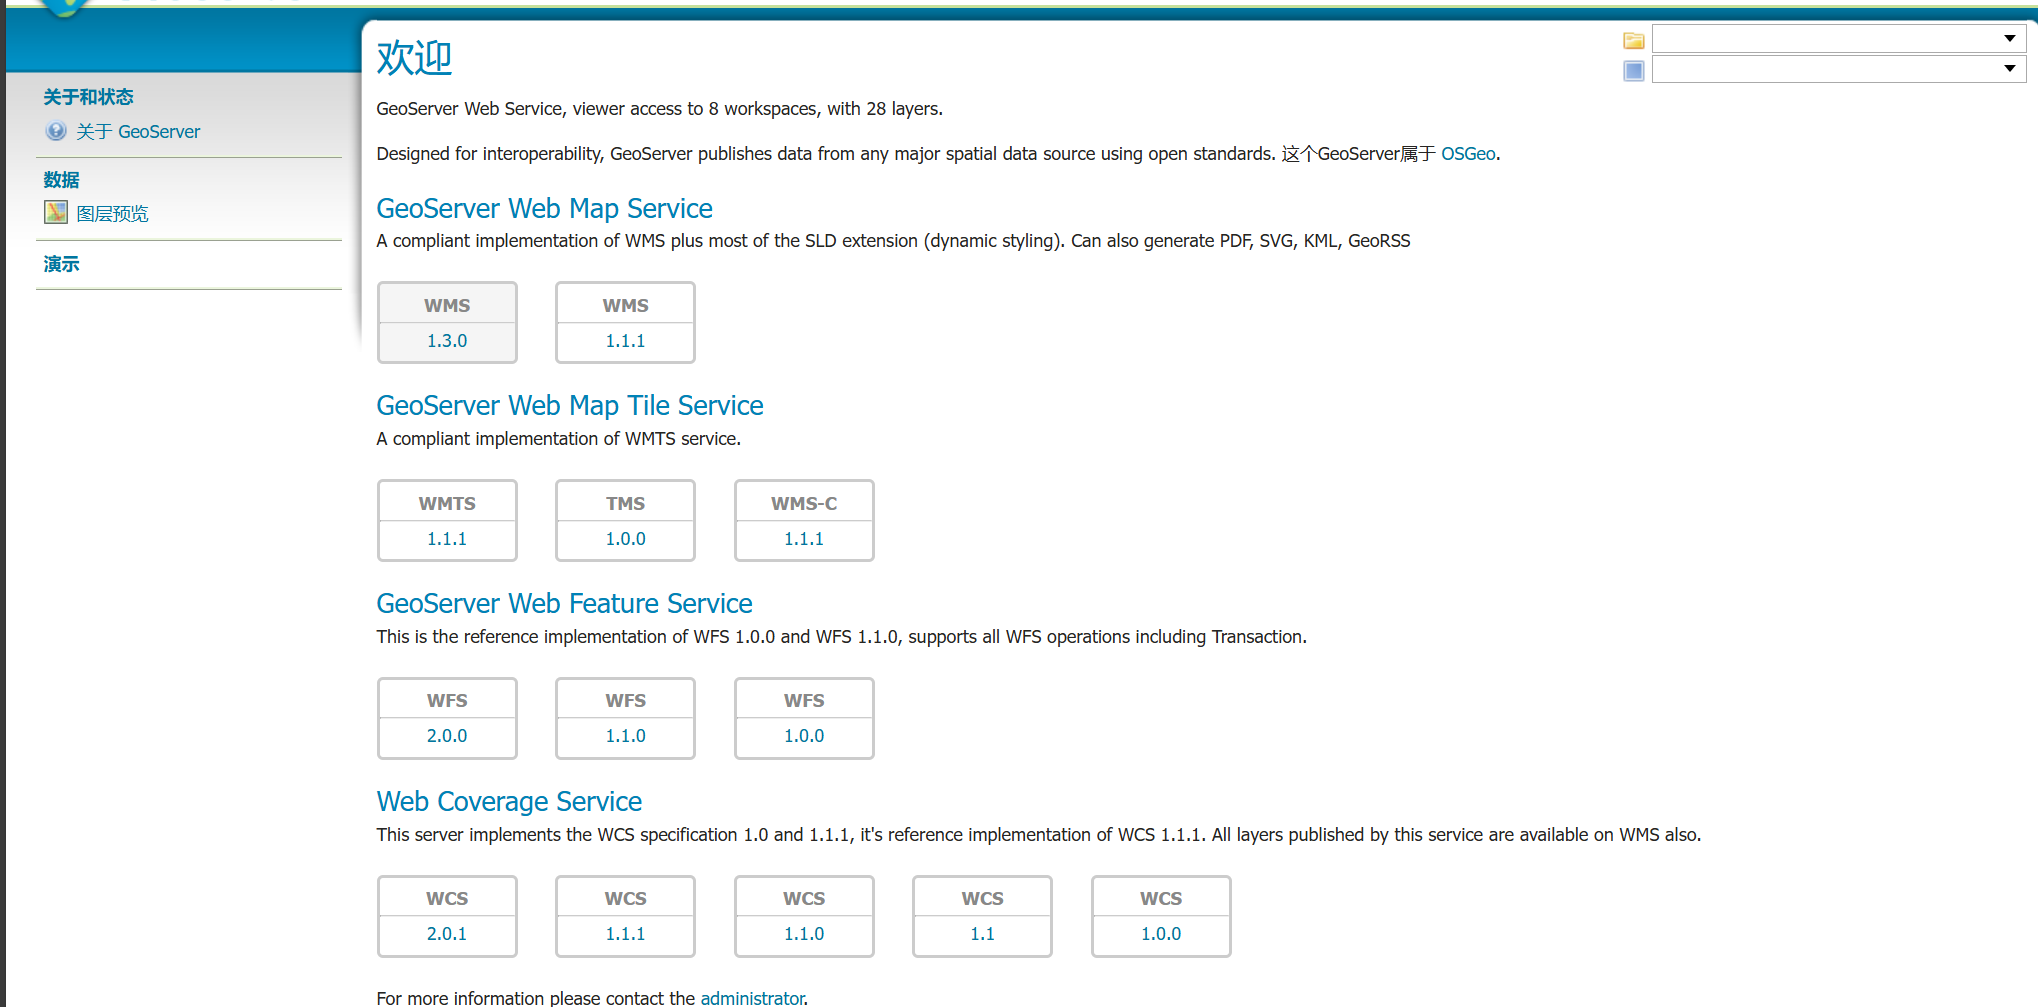 欢迎
关于和状态
关于 GeoServer
数据
图层预览
演示
GeoServer Web Service, viewer access to 8 workspaces, with 28 layers.
Designed for interoperability, GeoServer publishes data from any major spatial data source using open standards. 这个GeoServer属于 OSGeo.
GeoServer Web Map Service
A compliant implementation of WMS plus most of the SLD extension (dynamic styling). Can also generate PDF, SVG, KML, GeoRSS
WMS WMS
1.3.0 1.1.1
GeoServer Web Map Tile Service
A compliant implementation of WMTS service.
WMTS TMS WMS-C
1.1.1 1.0.0 1.1.1
GeoServer Web Feature Service
This is the reference implementation of WFS 1.0.0 and WFS 1.1.0, supports all WFS operations including Transaction.
WFS WFS WFS
2.0.0 1.1.0 1.0.0
Web Coverage Service
This server implements the WCS specification 1.0 and 1.1.1, it's reference implementation of WCS 1.1.1. All layers published by this service are available on WMS also.
WCS WCS WCS WCS WCS
2.0.1 1.1.1 1.1.0 1.1 1.0.0
For more information please contact the administrator.